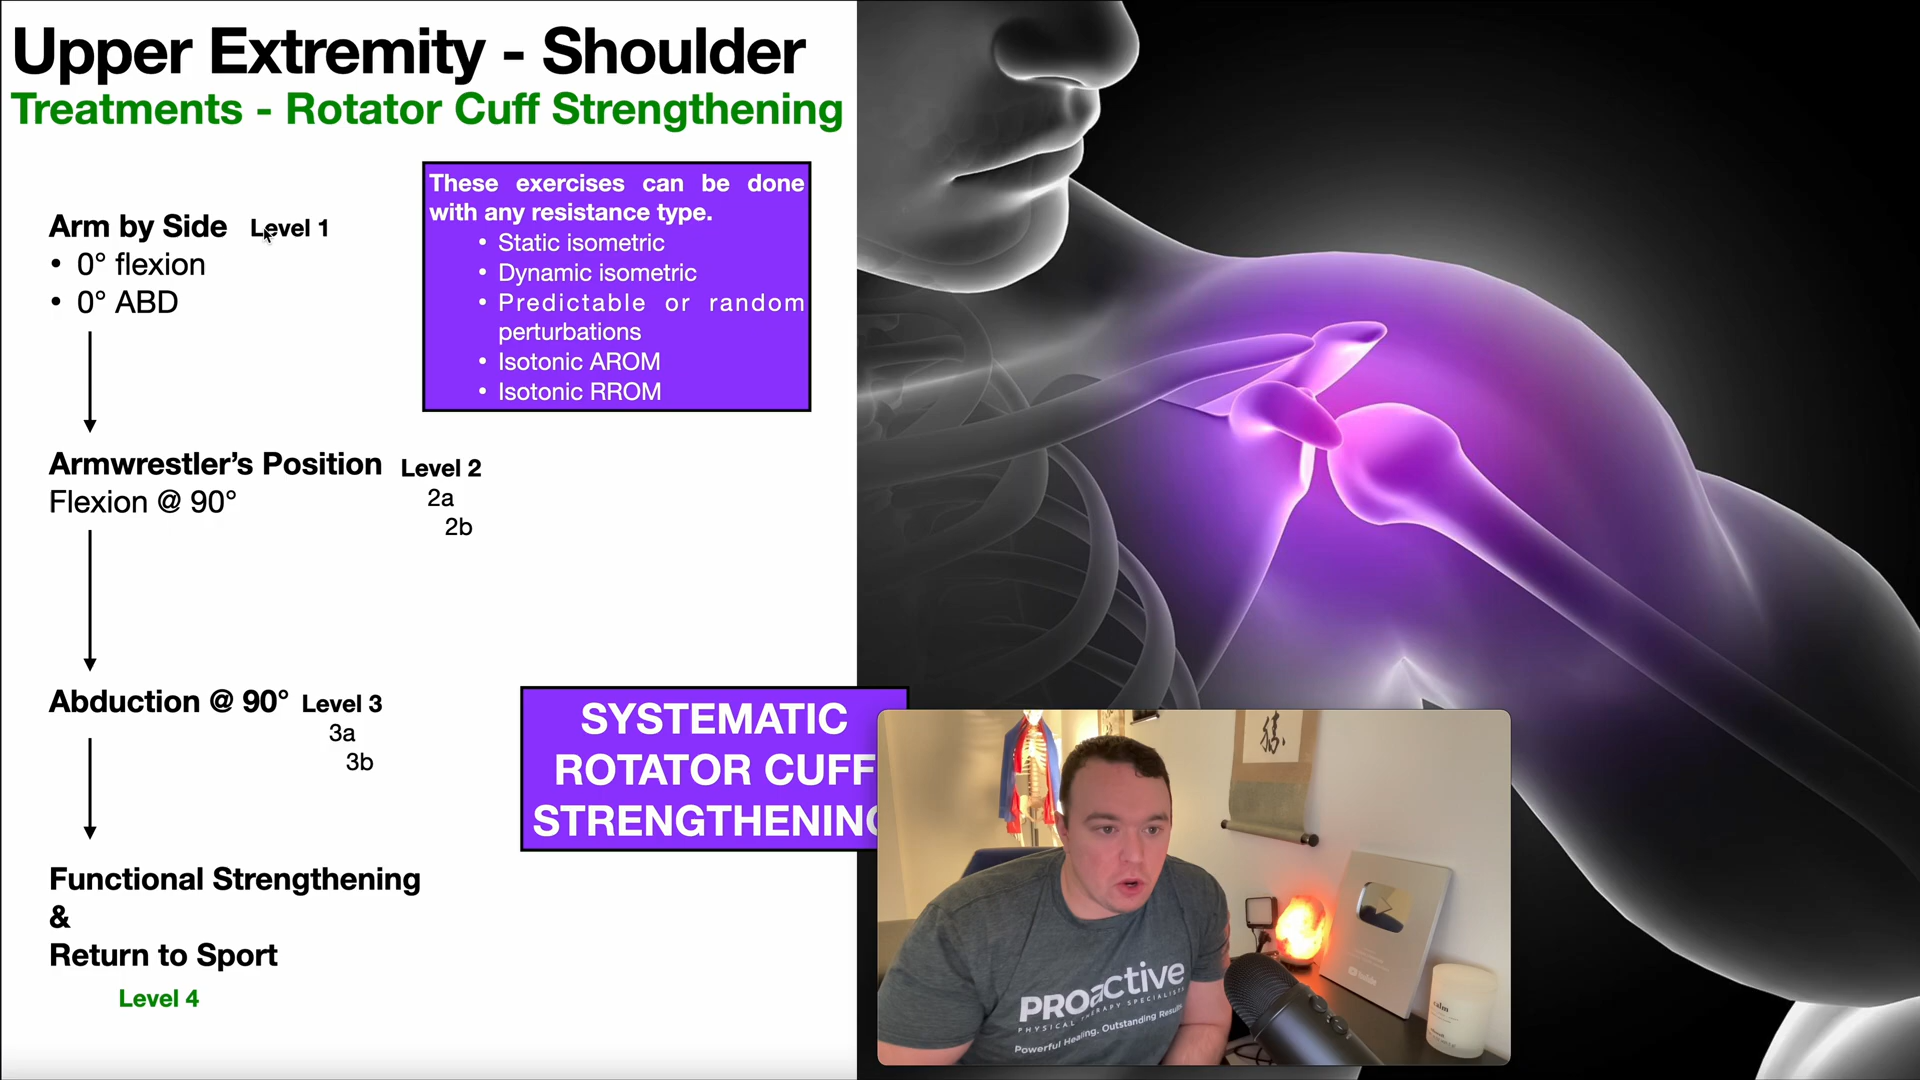 Upper Extremity - Shoulder
Treatments - Rotator Cuff Strengthening
These exercises can be done
with any resistance type.
• Static isometric
• Dynamic isometric
• Predictable or random
perturbations
• Isotonic AROM
• Isotonic RROM
Arm by Side Level 1
• 0° flexion
• 0° ABD
Armwrestler's Position Level 2
Flexion @ 90° 2a
2b
Abduction @ 90° Level 3
3a
3b
SYSTEMATIC
ROTATOR CUFF
STRENGTHENING
Functional Strengthening
&
Return to Sport
Level 4
PROactive
PHYSICAL THERAPY SPECIALISTS
Powerful Healing. Outstanding Results
calm